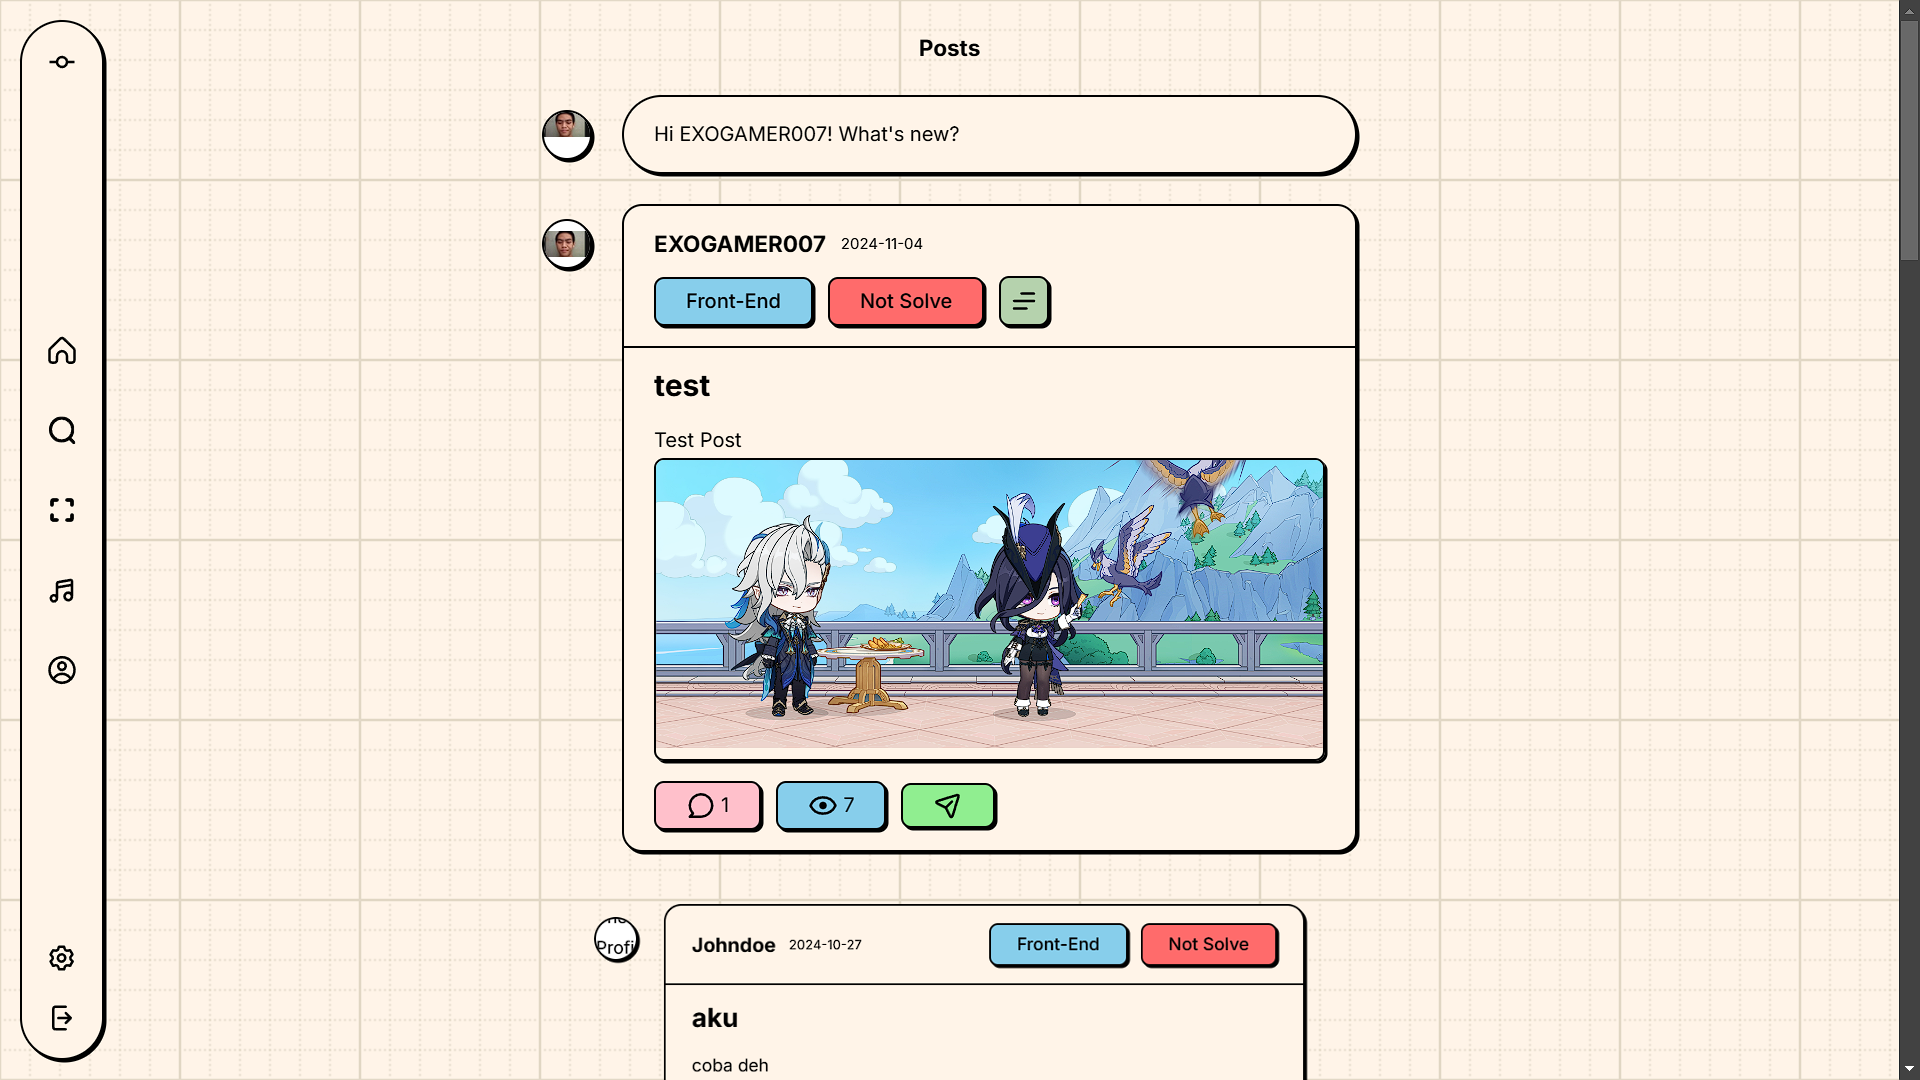 Posts
Hi EXOGAMER007! What's new?
EXOGAMER007 2024-11-04
Front-End Not Solve
test
Test Post
1 7
Profi
Johndoe 2024-10-27 Front-End Not Solve
aku
coba deh